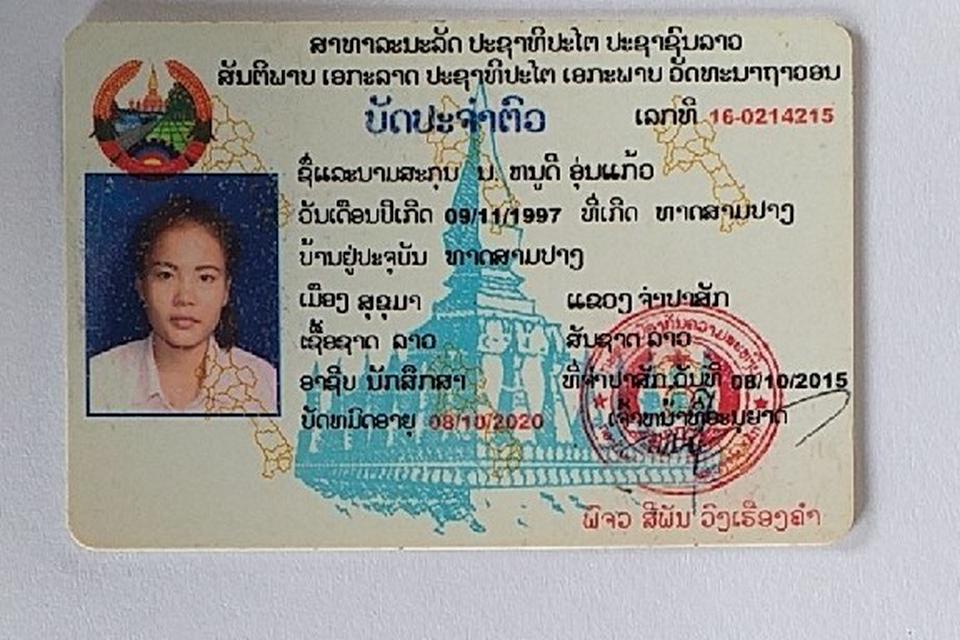 ສາທາລະນະລັດ ປະຊາທິປະໄຕ ປະຊາຊົນລາວ
ສັນຕິພາບ ເອກະລາດ ປະຊາທິປະໄຕ ເອກະພາບ ວັດທະນາຖາວອນ
ບັດປະຈຳຕົວ ເລກທີ 16-0214215
ຊື່ແລະນາມສະກຸນ ນ. ຫນູດີ ອຸ່ນແກ້ວ
ວັນເດືອນປີເກີດ 09/11/1997 ທີ່ເກີດ ທາດສາມປາງ
ບ້ານຢູ່ປະຈຸບັນ ທາດສາມປາງ
ເມືອງ ສຸຂຸມາ ແຂວງ ຈຳປາສັກ
ເຊື້ອຊາດ ລາວ ສັນຊາດ ລາວ
ອາຊີບ ນັກສຶກສາ ທີ່ຈຳປາສັກ ວັນທີ 08/10/2015
ບັດຫມົດອາຍຸ 08/10/2020 ເຈົ້າຫນ້າທີ່ອະນຸຍາດ
ພົຈວ ສີພັນ ວົງເຮືອງຄຳ